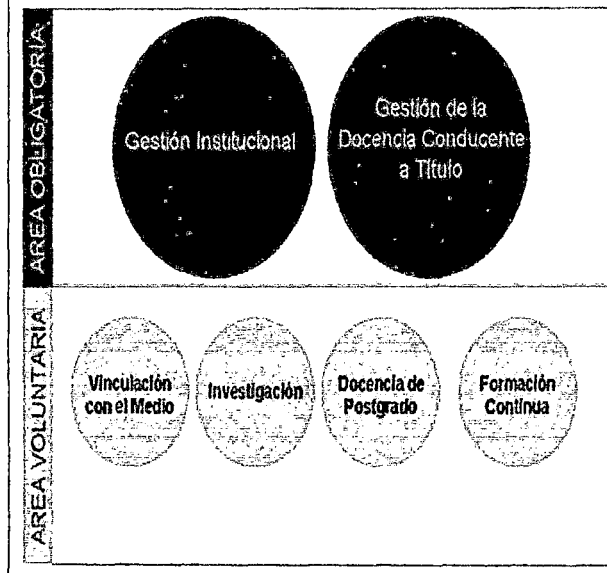 AREA OBLIGATORIA
Gestión Institucional
Gestión de la
Docencia Conducente
a Título
AREA VOLUNTARIA
Vinculación
con el Medio
Investigación
Docencia de
Postgrado
Formación
Continua